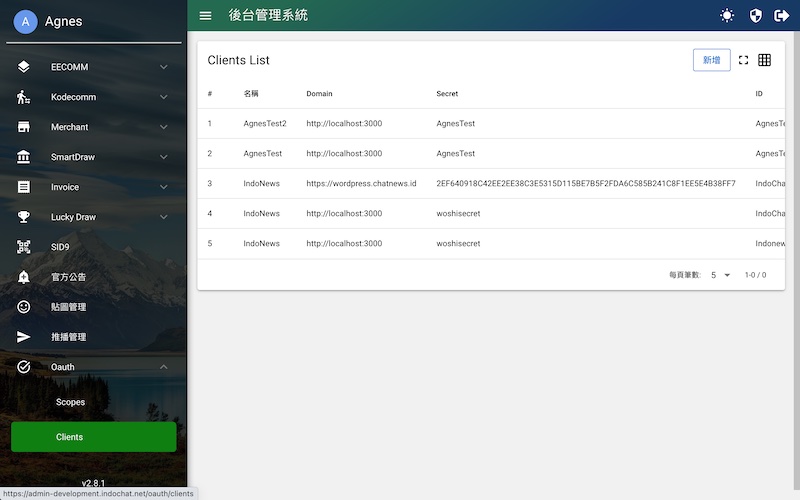 A Agnes
EECOMM
Kodecomm
Merchant
SmartDraw
Invoice
Lucky Draw
SID9
官方公告
貼圖管理
推播管理
Oauth
Scopes
Clients
v2.8.1
https://admin-development.indochat.net/oauth/clients
後台管理系統
Clients List 新增
# 名稱 Domain Secret ID
1 AgnesTest2 http://localhost:3000 AgnesTest AgnesTe
2 AgnesTest http://localhost:3000 AgnesTest AgnesTe
3 IndoNews https://wordpress.chatnews.id 2EF640918C42EE2EE38C3E5315D115BE7B5F2FDA6C585B241C8F1EE5E4B38FF7 IndoCha
4 IndoNews http://localhost:3000 woshisecret IndoCha
5 IndoNews http://localhost:3000 woshisecret Indonew
每頁筆數: 5 1-0 / 0